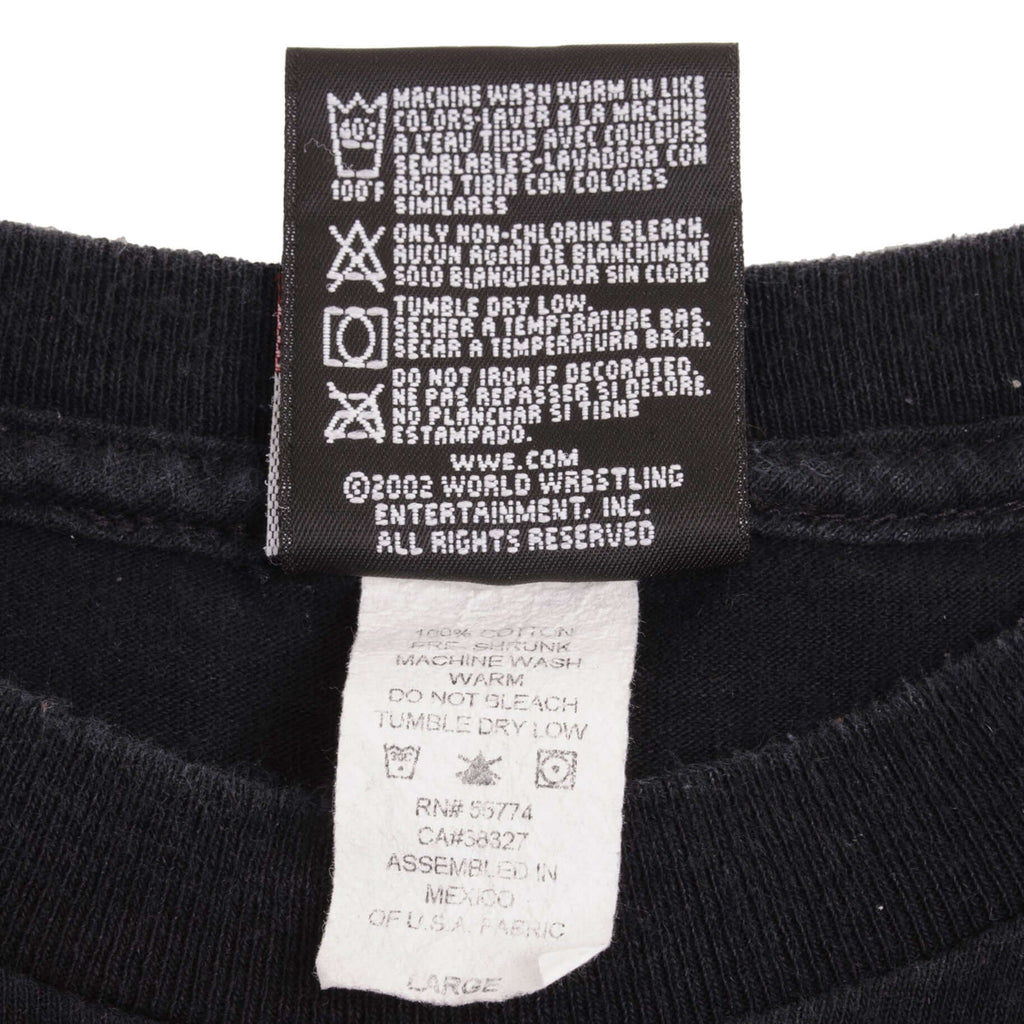 MACHINE WASH WARM IN LIKE
COLORS-LAVER A LA MACHINE
A L'EAU TIEDE AVEC COULEURS
SEMBLABLES-LAVADORA CON
AGUA TIBIA CON COLORES
SIMILARES
40°C
100°F
ONLY NON-CHLORINE BLEACH.
AUCUN AGENT DE BLANCHIMENT
SOLO BLANQUEADOR SIN CLORO
TUMBLE DRY LOW.
SECHER A TEMPERATURE BAS.
SECAR A TEMPERATURA BAJA.
DO NOT IRON IF DECORATED.
NE PAS REPASSER SI DECORE.
NO PLANCHAR SI TIENE
ESTAMPADO.
WWE.COM
©2002 WORLD WRESTLING
ENTERTAINMENT, INC.
ALL RIGHTS RESERVED
100% COTTON
PRE-SHRUNK
MACHINE WASH
WARM
DO NOT BLEACH
TUMBLE DRY LOW
RN# 56774
CA#38327
ASSEMBLED IN
MEXICO
OF U.S.A. FABRIC
LARGE